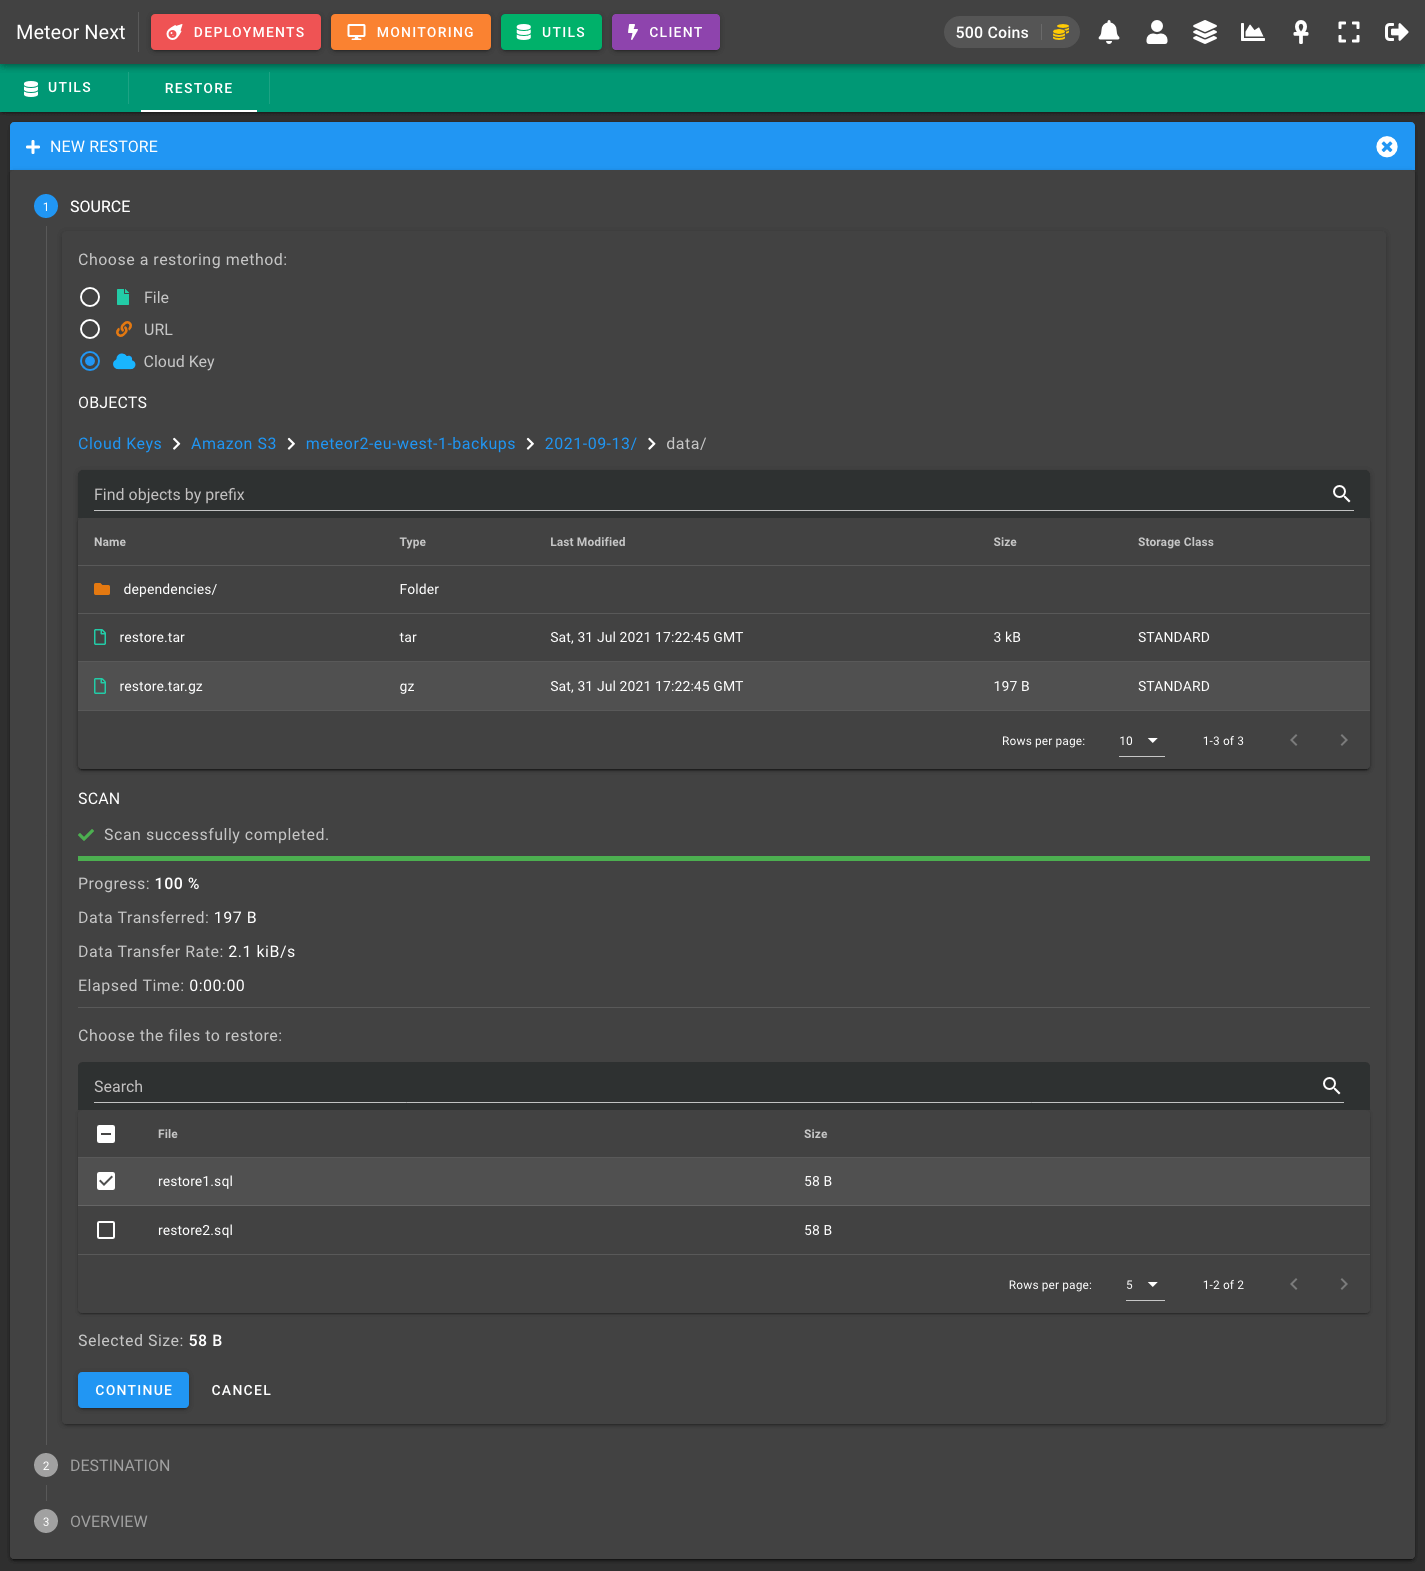 Meteor Next DEPLOYMENTS MONITORING UTILS CLIENT 500 Coins
UTILS RESTORE
NEW RESTORE
1 SOURCE
Choose a restoring method:
File
URL
Cloud Key
OBJECTS
Cloud Keys Amazon S3 meteor2-eu-west-1-backups 2021-09-13/ data/
Find objects by prefix
Name Type Last Modified Size Storage Class
dependencies/ Folder
restore.tar tar Sat, 31 Jul 2021 17:22:45 GMT 3 kB STANDARD
restore.tar.gz gz Sat, 31 Jul 2021 17:22:45 GMT 197 B STANDARD
Rows per page: 10 1-3 of 3
SCAN
Scan successfully completed.
Progress: 100 %
Data Transferred: 197 B
Data Transfer Rate: 2.1 kiB/s
Elapsed Time: 0:00:00
Choose the files to restore:
Search
File Size
restore1.sql 58 B
restore2.sql 58 B
Rows per page: 5 1-2 of 2
Selected Size: 58 B
CONTINUE CANCEL
2 DESTINATION
3 OVERVIEW